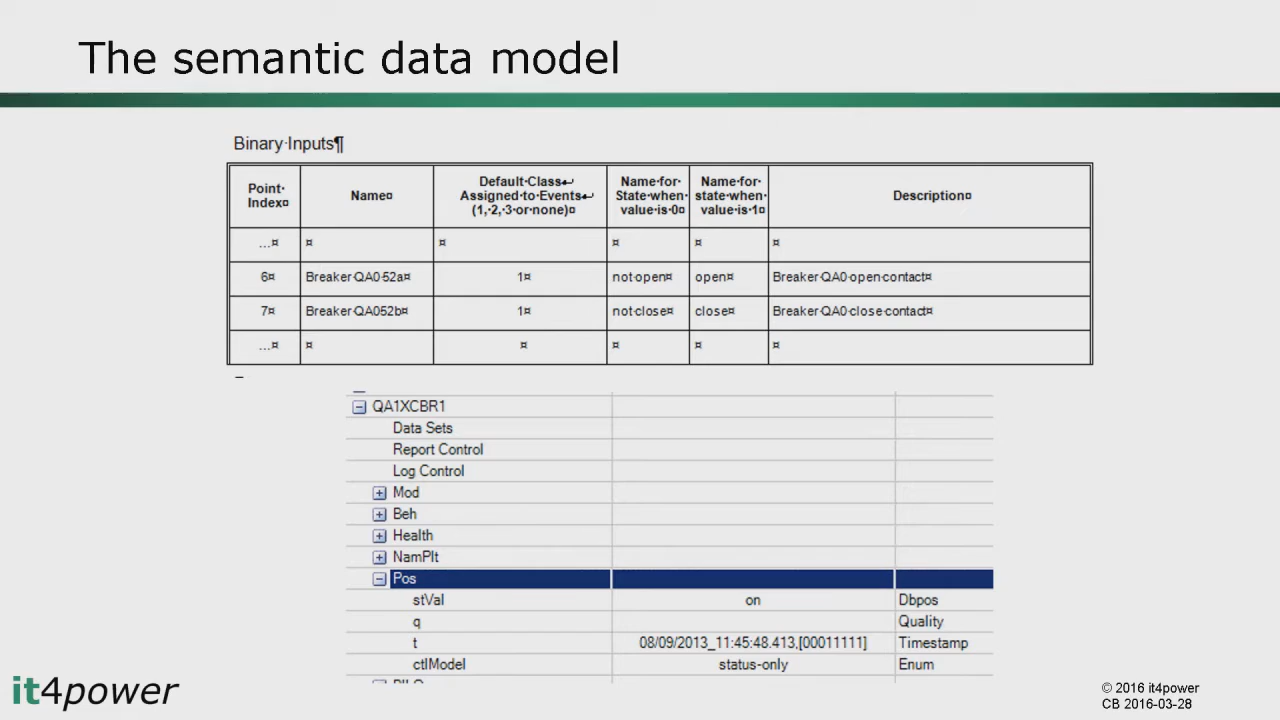 The semantic data model
Binary·Inputs¶
Point· Index¤ Name¤ Default·Class↵ Assigned·to·Events↵ (1,·2,·3·or·none)¤ Name·for· State·when· value·is·0¤ Name·for· state·when· value·is·1¤ Description¤
...¤ ¤ ¤ ¤ ¤ ¤
6¤ Breaker·QA0·52a¤ 1¤ not·open¤ open¤ Breaker·QA0·open·contact¤
7¤ Breaker·QA052b¤ 1¤ not·close¤ close¤ Breaker·QA0·close·contact¤
...¤ ¤ ¤ ¤ ¤ ¤
QA1XCBR1
Data Sets
Report Control
Log Control
Mod
Beh
Health
NamPlt
Pos
stVal on Dbpos
q Quality
t 08/09/2013_11:45:48.413,[00011111] Timestamp
ctlModel status-only Enum
it4power
© 2016 it4power
CB 2016-03-28